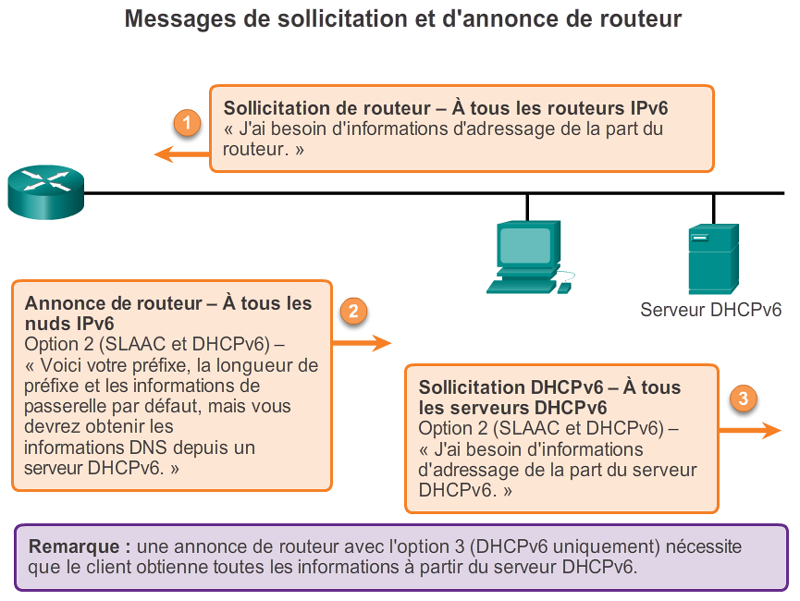 Messages de sollicitation et d'annonce de routeur
1
Sollicitation de routeur – À tous les routeurs IPv6
« J'ai besoin d'informations d'adressage de la part du
routeur. »
Serveur DHCPv6
Annonce de routeur – À tous les
nuds IPv6
Option 2 (SLAAC et DHCPv6) –
« Voici votre préfixe, la longueur de
préfixe et les informations de
passerelle par défaut, mais vous
devrez obtenir les
informations DNS depuis un
serveur DHCPv6. »
2
Sollicitation DHCPv6 – À tous
les serveurs DHCPv6
Option 2 (SLAAC et DHCPv6) –
« J'ai besoin d'informations
d'adressage de la part du serveur
DHCPv6. »
3
Remarque : une annonce de routeur avec l'option 3 (DHCPv6 uniquement) nécessite
que le client obtienne toutes les informations à partir du serveur DHCPv6.